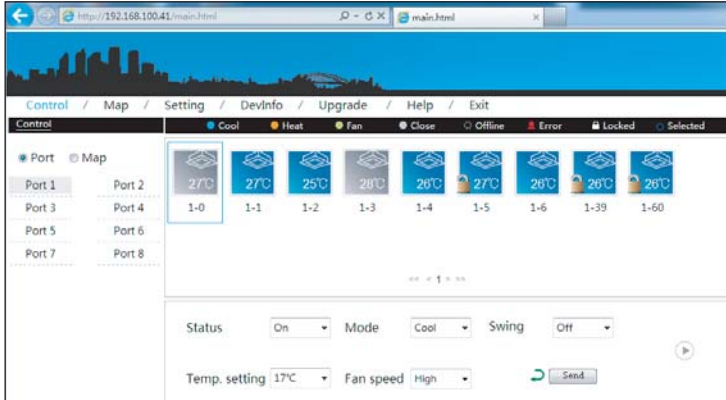 http://192.168.100.41/main.html
main.html
Control / Map / Setting / DevInfo / Upgrade / Help / Exit
Control
Cool Heat Fan Close Offline Error Locked Selected
Port Map
Port 1 Port 2
Port 3 Port 4
Port 5 Port 6
Port 7 Port 8
27°C 27°C 25°C 28°C 26°C 27°C 26°C 26°C 26°C
1-0 1-1 1-2 1-3 1-4 1-5 1-6 1-39 1-60
<< < 1 > >>
Status On Mode Cool Swing Off
Temp. setting 17°C Fan speed High Send